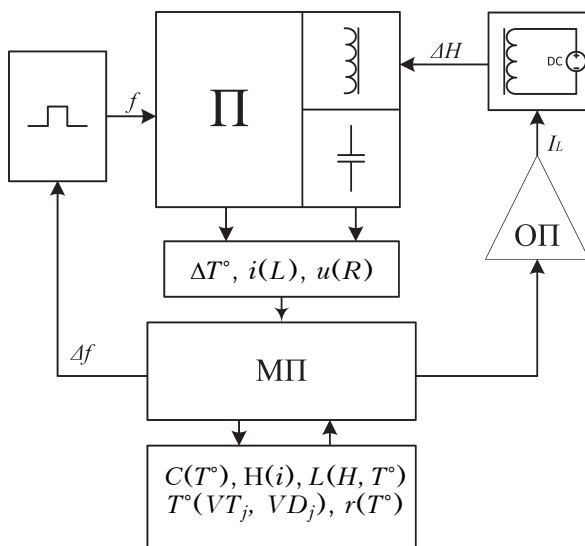 f
П
ΔH
DC
I_L
ОП
ΔT°, i(L), u(R)
Δf
МП
C(T°), H(i), L(H, T°)
T°(VT_j, VD_j), r(T°)